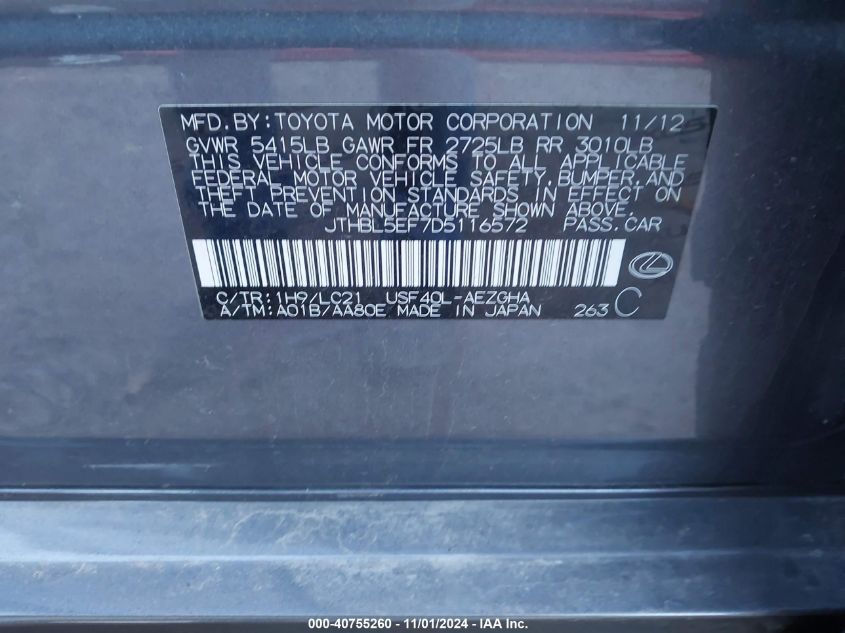 MFD. BY: TOYOTA MOTOR CORPORATION 11/12
GVWR 5415LB GAWR FR 2725LB RR 3010LB
THIS VEHICLE CONFORMS TO ALL APPLICABLE
FEDERAL MOTOR VEHICLE SAFETY, BUMPER, AND
THEFT PREVENTION STANDARDS IN EFFECT ON
THE DATE OF MANUFACTURE SHOWN ABOVE.
JTHBL5EF7D5116572 PASS. CAR
C/TR: 1H9/LC21 USF40L-AEZGHA
A/TM: A01B/AA80E MADE IN JAPAN 263 C
000-40755260 - 11/01/2024 - IAA Inc.